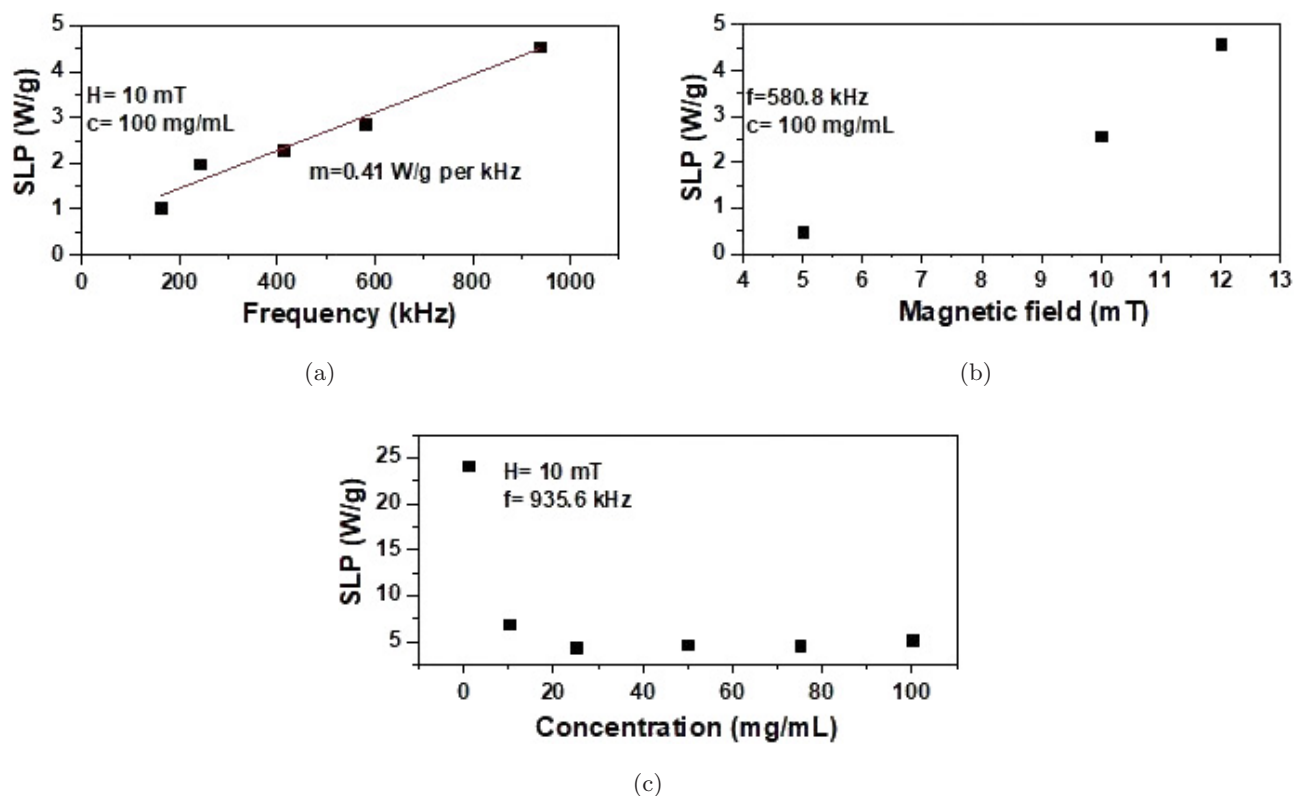 5
4
3
2
1
0
SLP (W/g)
H= 10 mT
c= 100 mg/mL
m=0.41 W/g per kHz
0 200 400 600 800 1000
Frequency (kHz)
(a)
5
4
3
2
1
0
SLP (W/g)
f=580.8 kHz
c= 100 mg/mL
4 5 6 7 8 9 10 11 12 13
Magnetic field (mT)
(b)
25
20
15
10
5
SLP (W/g)
H= 10 mT
f= 935.6 kHz
0 20 40 60 80 100
Concentration (mg/mL)
(c)